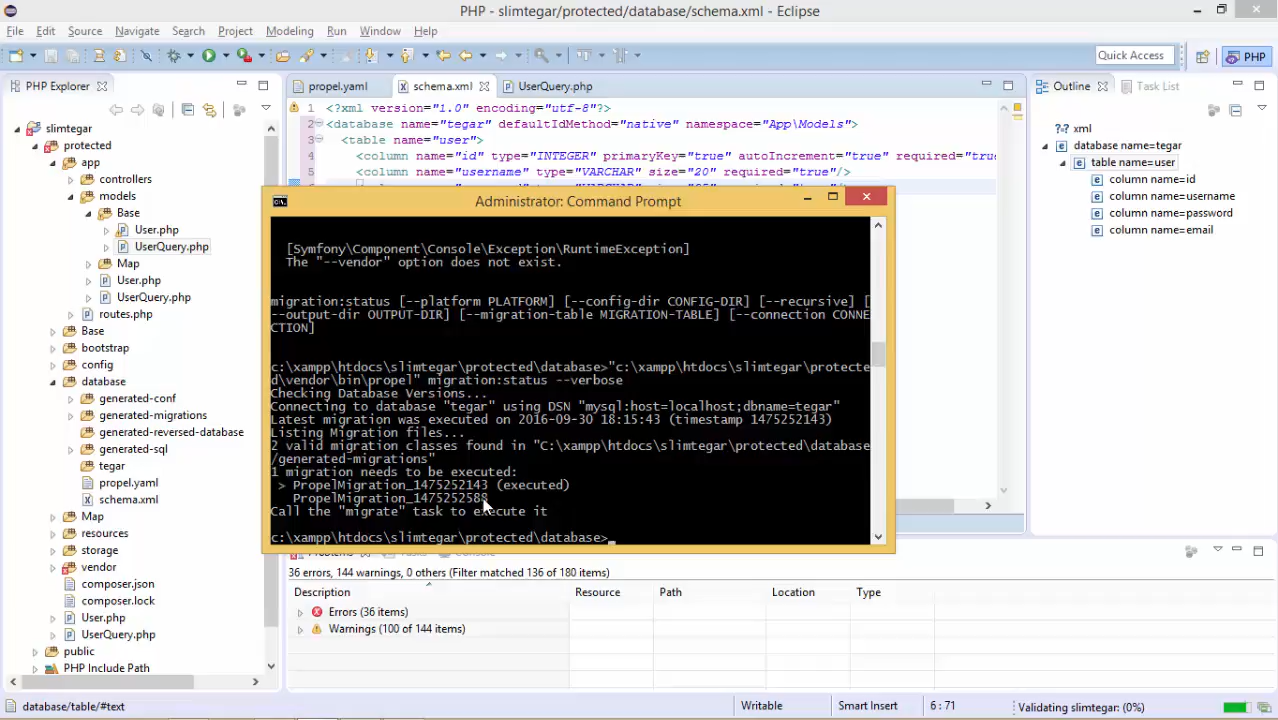 PHP - slimtegar/protected/database/schema.xml - Eclipse
File Edit Source Navigate Search Project Modeling Run Window Help
Quick Access
PHP
PHP Explorer
slimtegar
protected
app
controllers
models
Base
User.php
UserQuery.php
Map
User.php
UserQuery.php
routes.php
Base
bootstrap
config
database
generated-conf
generated-migrations
generated-reversed-database
generated-sql
tegar
propel.yaml
schema.xml
Map
resources
storage
vendor
composer.json
composer.lock
User.php
UserQuery.php
public
PHP Include Path
propel.yaml
schema.xml
UserQuery.php
1 <?xml version="1.0" encoding="utf-8"?>
2 <database name="tegar" defaultIdMethod="native" namespace="App\Models">
3 <table name="user">
4 <column name="id" type="INTEGER" primaryKey="true" autoIncrement="true" required="true"
5 <column name="username" type="VARCHAR" size="20" required="true"/>
Outline
Task List
xml
database name=tegar
table name=user
column name=id
column name=username
column name=password
column name=email
Administrator: Command Prompt
[Symfony\Component\Console\Exception\RuntimeException]
The "--vendor" option does not exist.
migration:status [--platform PLATFORM] [--config-dir CONFIG-DIR] [--recursive] [
--output-dir OUTPUT-DIR] [--migration-table MIGRATION-TABLE] [--connection CONNE
CTION]
c:\xampp\htdocs\slimtegar\protected\database>"c:\xampp\htdocs\slimtegar\protecte
d\vendor\bin\propel" migration:status --verbose
Checking Database Versions...
Connecting to database "tegar" using DSN "mysql:host=localhost;dbname=tegar"
Latest migration was executed on 2016-09-30 18:15:43 (timestamp 1475252143)
Listing Migration files...
2 valid migration classes found in "C:\xampp\htdocs\slimtegar\protected\database
/generated-migrations"
1 migration needs to be executed:
> PropelMigration_1475252143 (executed)
PropelMigration_1475252588
Call the "migrate" task to execute it
c:\xampp\htdocs\slimtegar\protected\database>_
36 errors, 144 warnings, 0 others (Filter matched 136 of 180 items)
Description Resource Path Location Type
Errors (36 items)
Warnings (100 of 144 items)
database/table/#text
Writable
Smart Insert
6 : 71
Validating slimtegar: (0%)